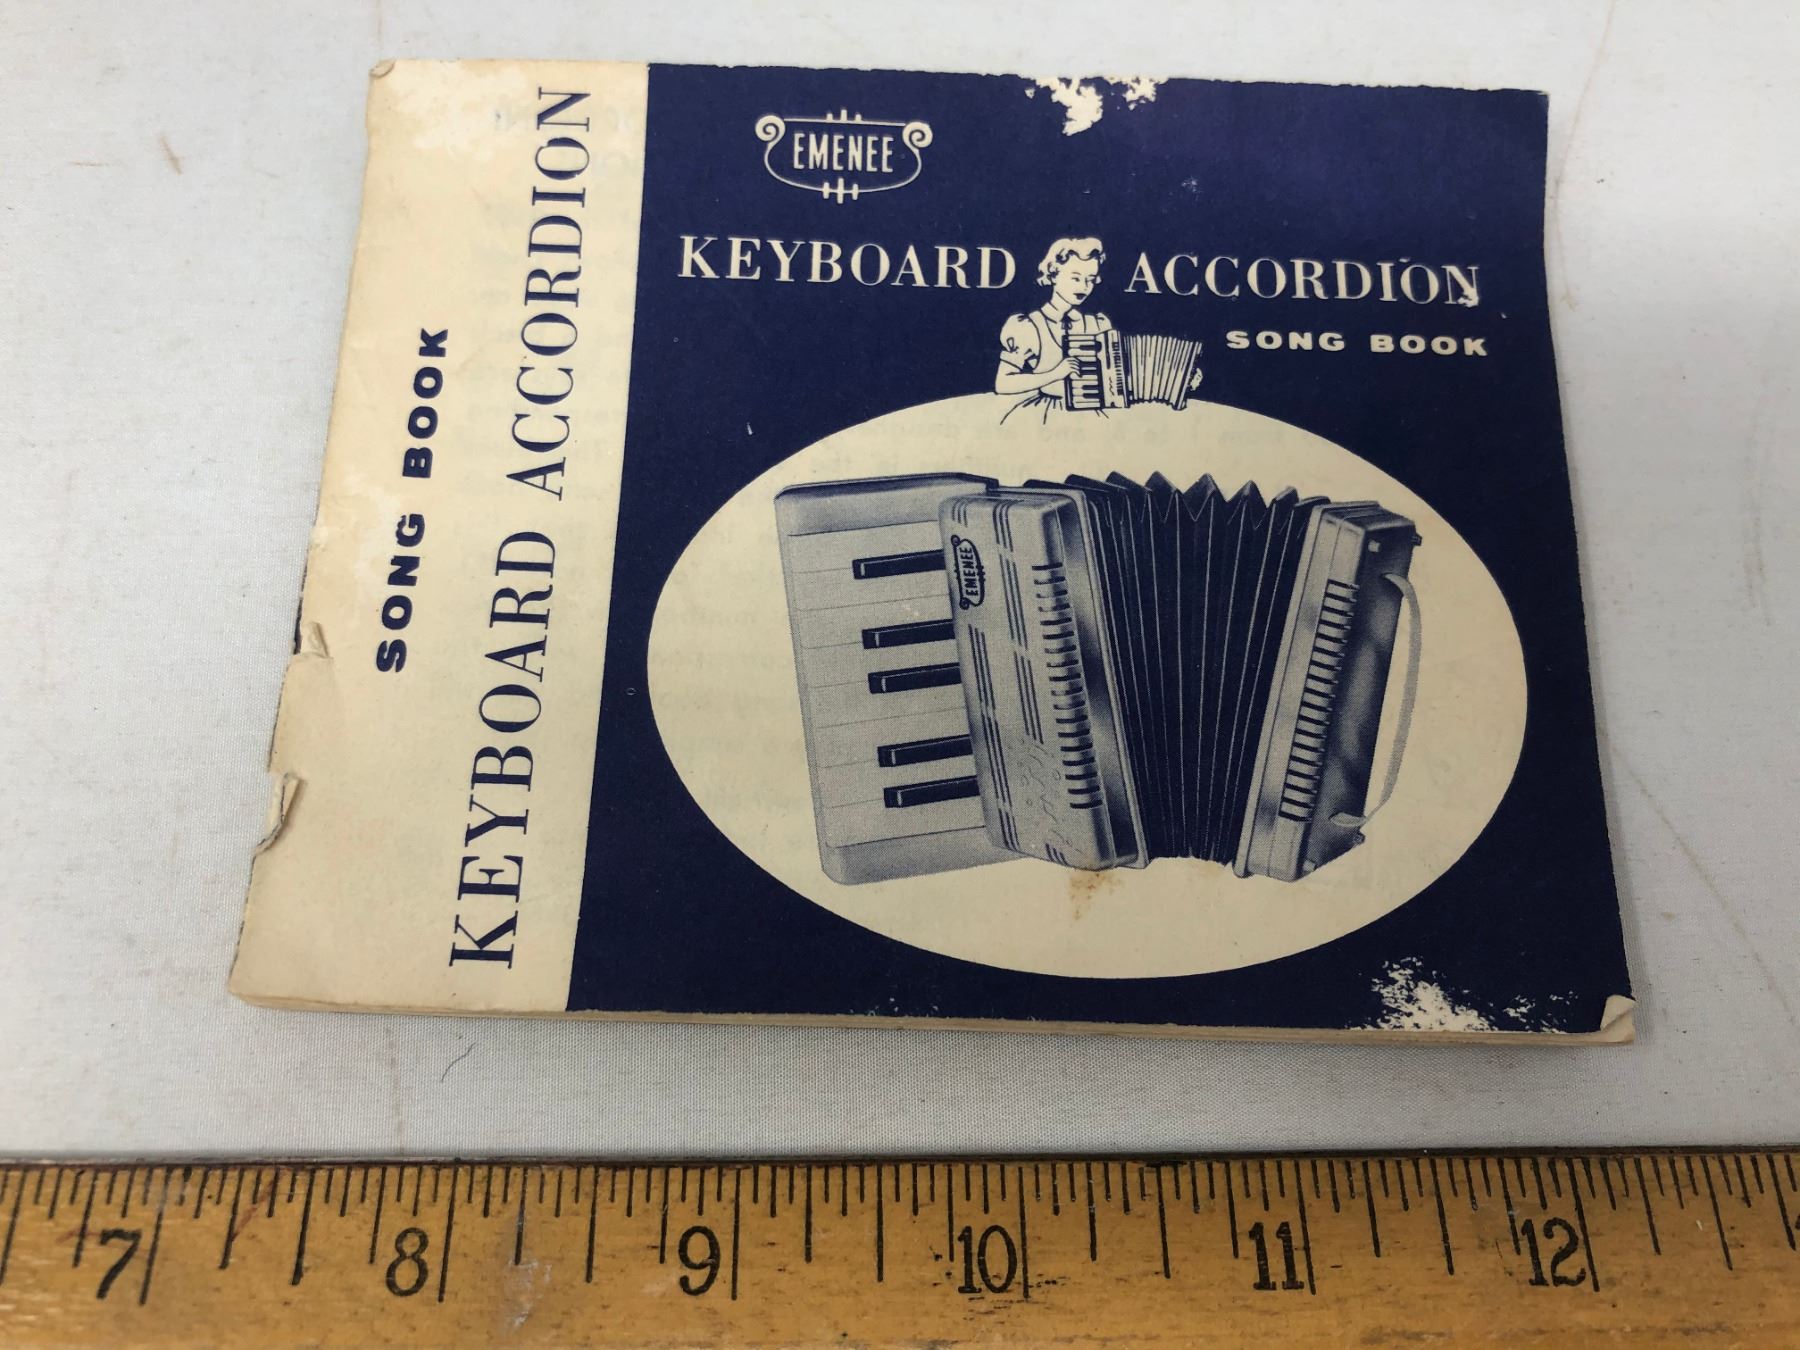 SONG BOOK
KEYBOARD ACCORDION
EMENEE
KEYBOARD ACCORDION
SONG BOOK
EMENEE
7 8 9 10 11 12